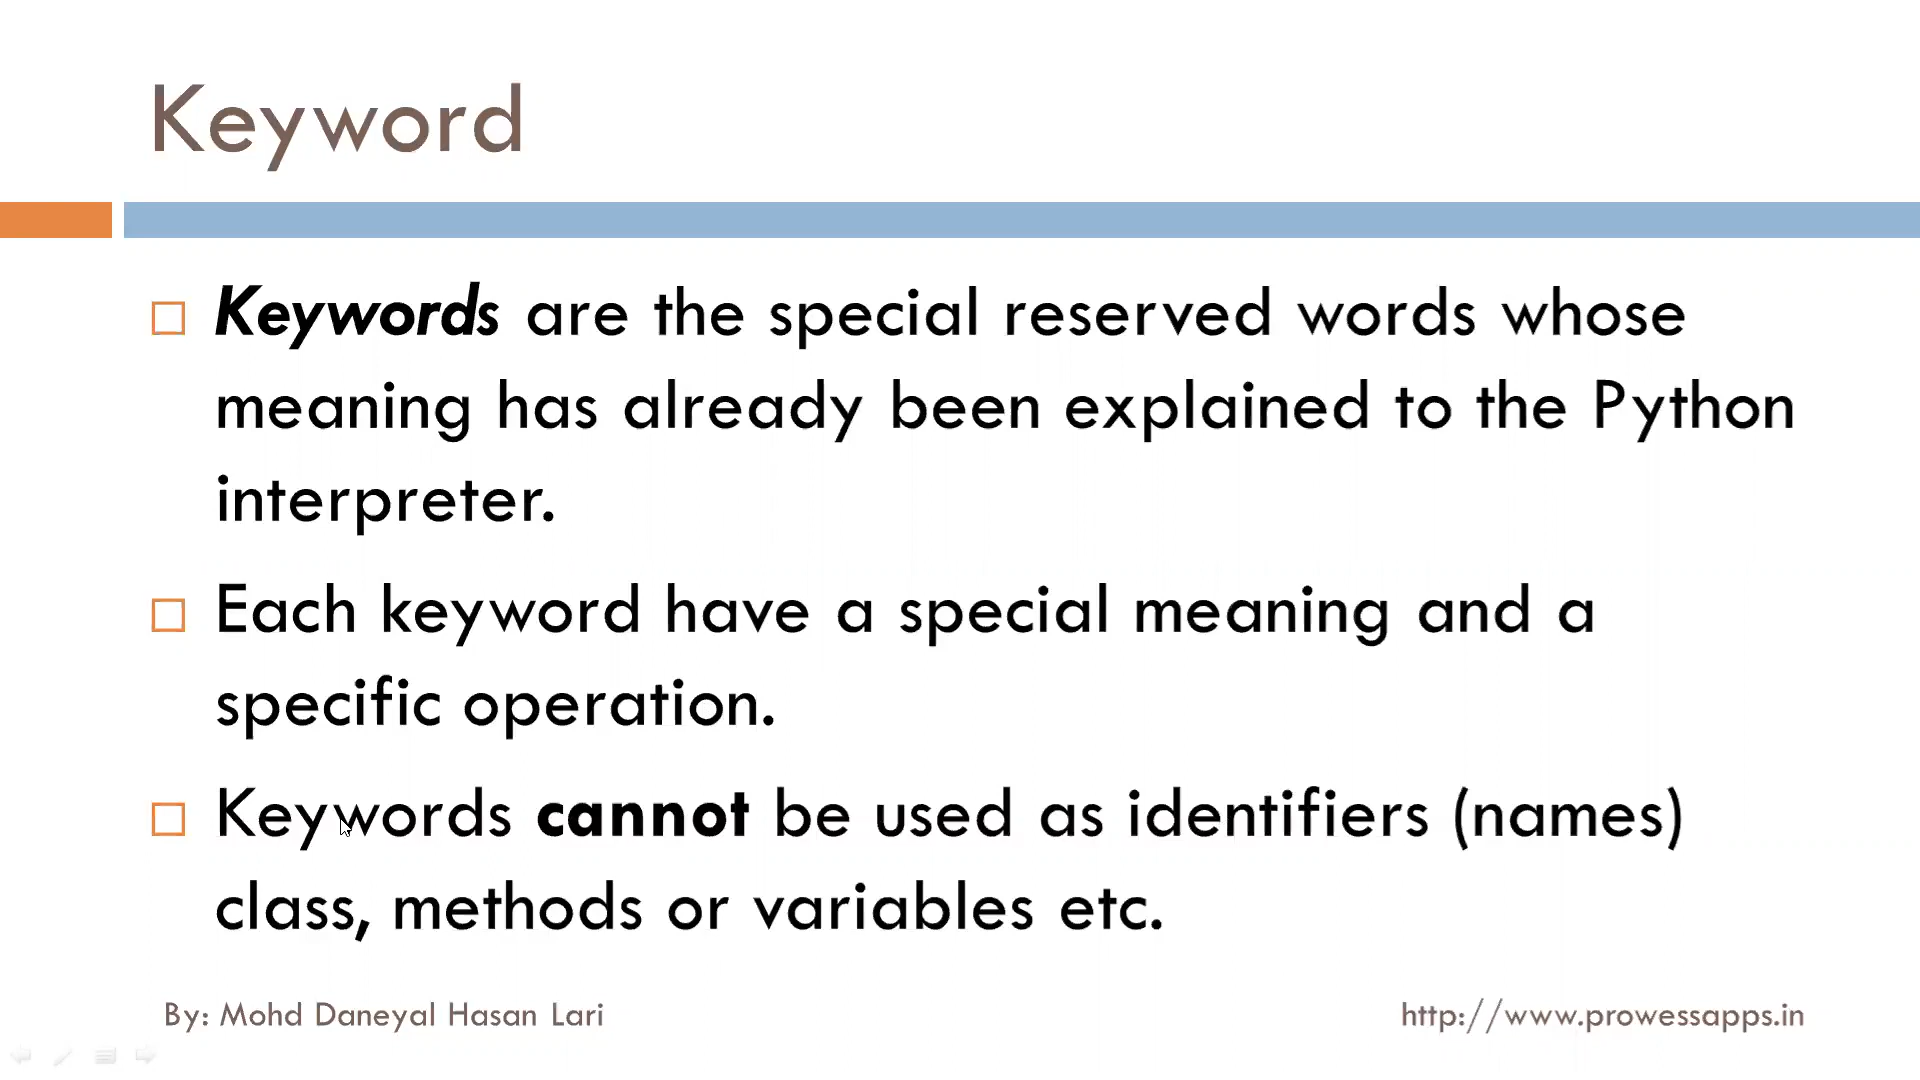 Keyword
Keywords are the special reserved words whose
meaning has already been explained to the Python
interpreter.
Each keyword have a special meaning and a
specific operation.
Keywords cannot be used as identifiers (names)
class, methods or variables etc.
By: Mohd Daneyal Hasan Lari
http://www.prowessapps.in